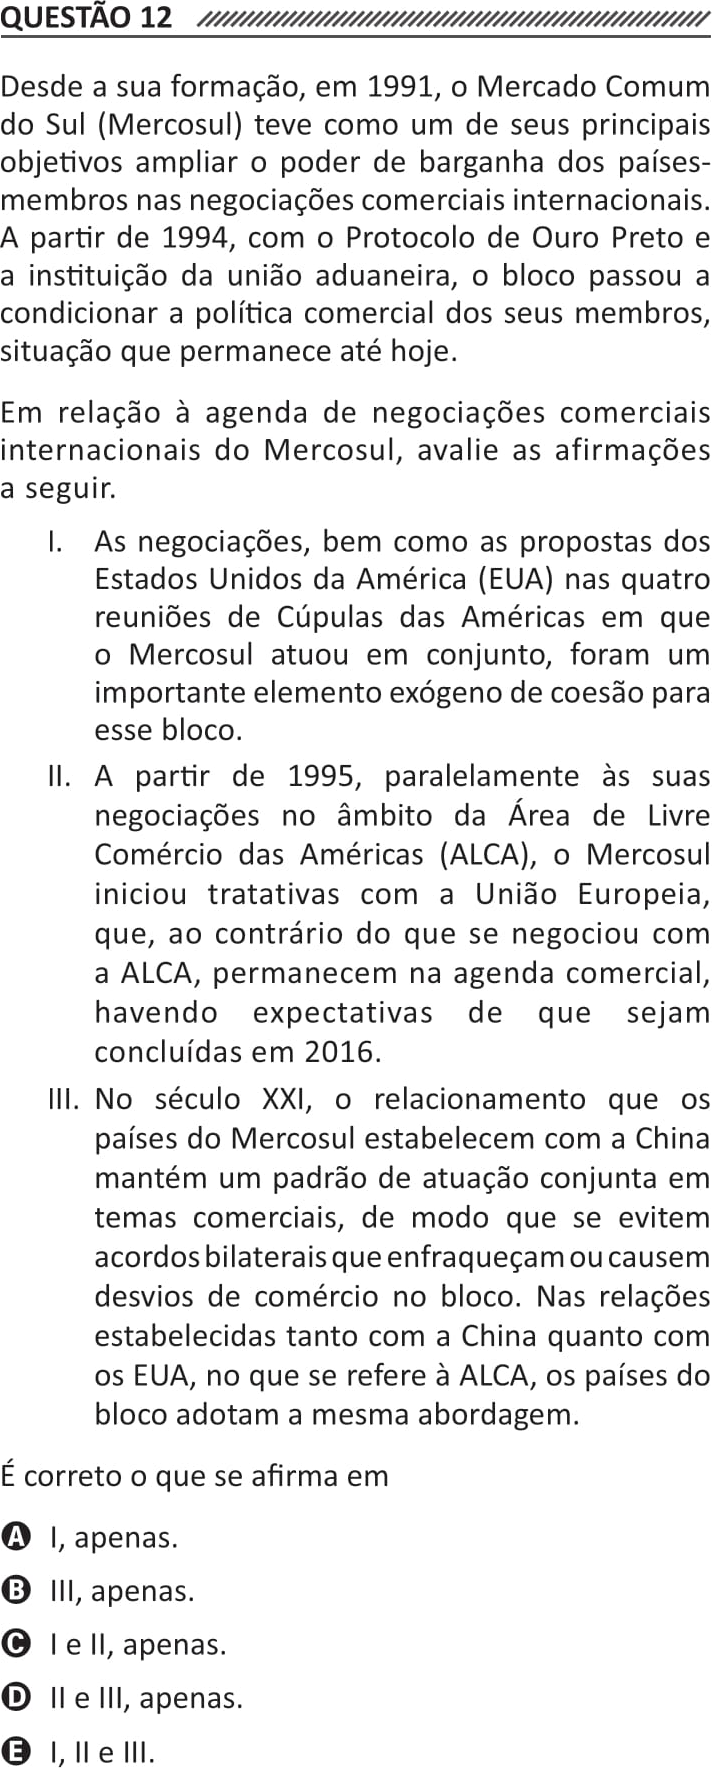 QUESTÃO 12
Desde a sua formação, em 1991, o Mercado Comum
do Sul (Mercosul) teve como um de seus principais
objetivos ampliar o poder de barganha dos países-
membros nas negociações comerciais internacionais.
A partir de 1994, com o Protocolo de Ouro Preto e
a instituição da união aduaneira, o bloco passou a
condicionar a política comercial dos seus membros,
situação que permanece até hoje.
Em relação à agenda de negociações comerciais
internacionais do Mercosul, avalie as afirmações
a seguir.
I. As negociações, bem como as propostas dos
Estados Unidos da América (EUA) nas quatro
reuniões de Cúpulas das Américas em que
o Mercosul atuou em conjunto, foram um
importante elemento exógeno de coesão para
esse bloco.
II. A partir de 1995, paralelamente às suas
negociações no âmbito da Área de Livre
Comércio das Américas (ALCA), o Mercosul
iniciou tratativas com a União Europeia,
que, ao contrário do que se negociou com
a ALCA, permanecem na agenda comercial,
havendo expectativas de que sejam
concluídas em 2016.
III. No século XXI, o relacionamento que os
países do Mercosul estabelecem com a China
mantém um padrão de atuação conjunta em
temas comerciais, de modo que se evitem
acordos bilaterais que enfraqueçam ou causem
desvios de comércio no bloco. Nas relações
estabelecidas tanto com a China quanto com
os EUA, no que se refere à ALCA, os países do
bloco adotam a mesma abordagem.
É correto o que se afirma em
A I, apenas.
B III, apenas.
C I e II, apenas.
D II e III, apenas.
E I, II e III.